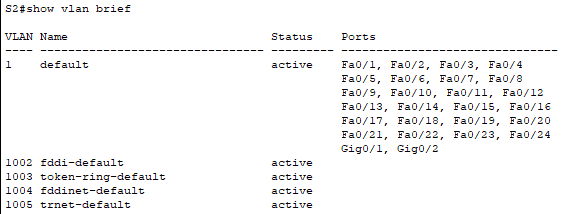 S2#show vlan brief
VLAN Name                             Status    Ports
---- -------------------------------- --------- -------------------------------
1    default                          active    Fa0/1, Fa0/2, Fa0/3, Fa0/4
                                                Fa0/5, Fa0/6, Fa0/7, Fa0/8
                                                Fa0/9, Fa0/10, Fa0/11, Fa0/12
                                                Fa0/13, Fa0/14, Fa0/15, Fa0/16
                                                Fa0/17, Fa0/18, Fa0/19, Fa0/20
                                                Fa0/21, Fa0/22, Fa0/23, Fa0/24
                                                Gig0/1, Gig0/2
1002 fddi-default                     active
1003 token-ring-default               active
1004 fddinet-default                  active
1005 trnet-default                    active